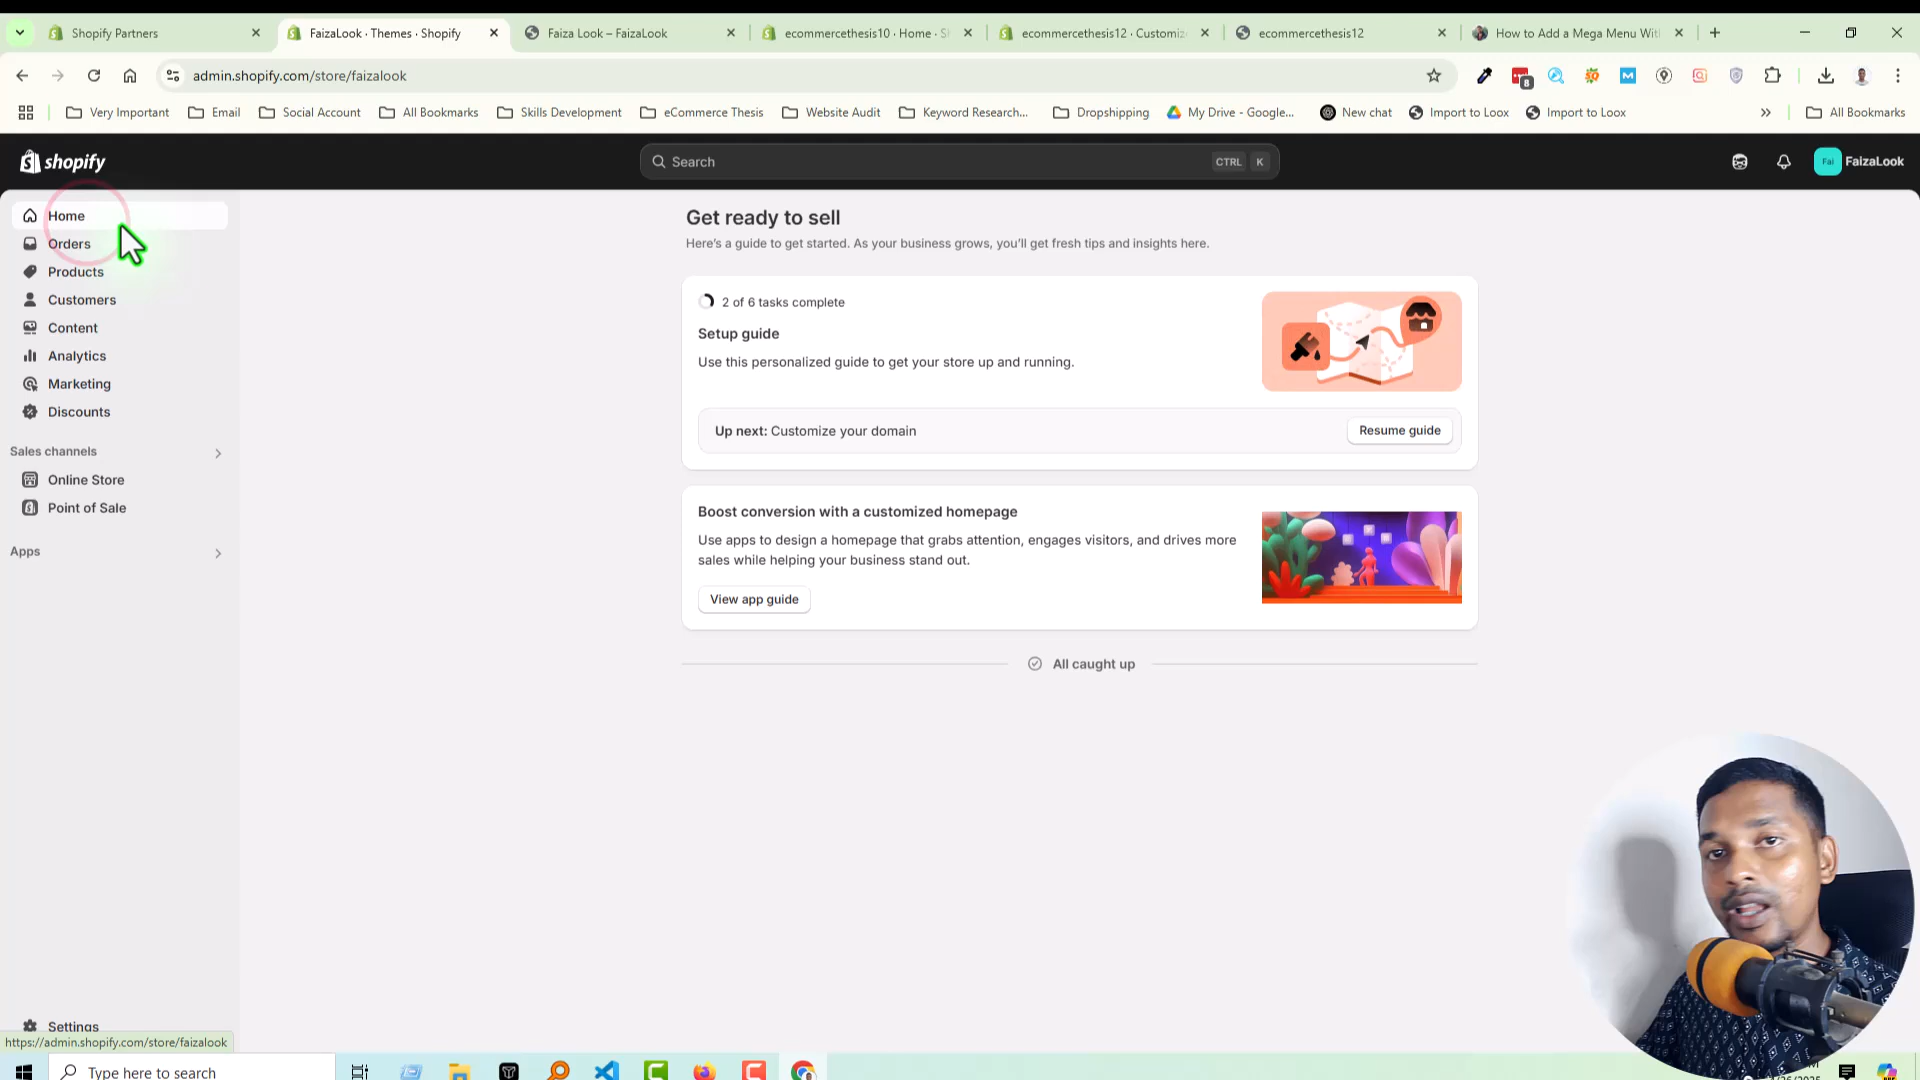 Shopify Partners
FaizaLook · Themes · Shopify
Faiza Look – FaizaLook
ecommercethesis10 · Home · S
ecommercethesis12 · Customiz
ecommercethesis12
How to Add a Mega Menu Wit
admin.shopify.com/store/faizalook
8
Very Important
Email
Social Account
All Bookmarks
Skills Development
eCommerce Thesis
Website Audit
Keyword Research...
Dropshipping
My Drive - Google...
New chat
Import to Loox
Import to Loox
All Bookmarks
shopify
Search
CTRL K
Fai
FaizaLook
Home
Orders
Products
Customers
Content
Analytics
Marketing
Discounts
Sales channels
Online Store
Point of Sale
Apps
Settings
Get ready to sell
Here's a guide to get started. As your business grows, you'll get fresh tips and insights here.
2 of 6 tasks complete
Setup guide
Use this personalized guide to get your store up and running.
Up next: Customize your domain
Resume guide
Boost conversion with a customized homepage
Use apps to design a homepage that grabs attention, engages visitors, and drives more
sales while helping your business stand out.
View app guide
All caught up
https://admin.shopify.com/store/faizalook
Type here to search